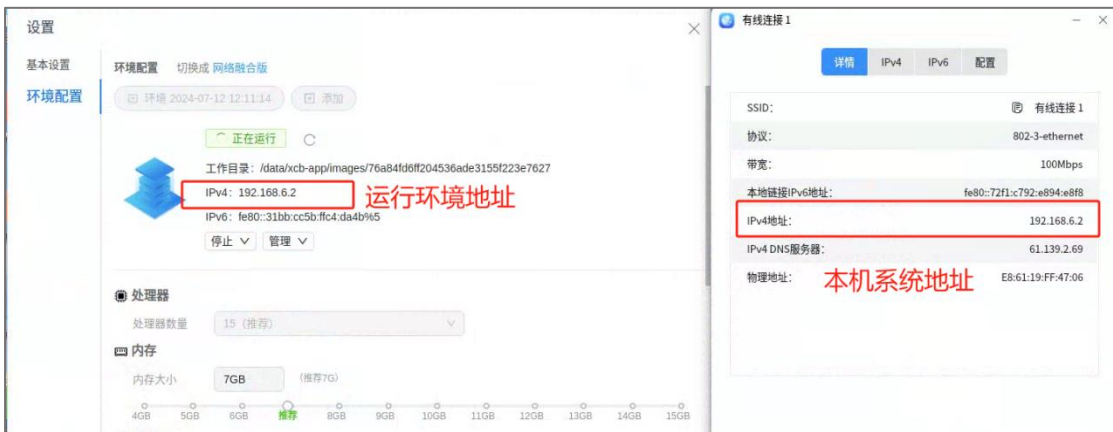 设置
基本设置
环境配置
环境配置 切换成 网络融合版
环境 2024-07-12 12:11:14 添加
正在运行
工作目录：/data/xcb-app/images/76a84fd6ff204536ade3155f223e7627
IPv4：192.168.6.2
运行环境地址
IPv6：fe80::31bb:cc5b:ffc4:da4b%5
停止 管理
处理器
处理器数量 15（推荐）
内存
内存大小 7GB （推荐7G）
4GB 5GB 6GB 推荐 8GB 9GB 10GB 11GB 12GB 13GB 14GB 15GB
有线连接 1
详情 IPv4 IPv6 配置
SSID： 有线连接 1
协议： 802-3-ethernet
带宽： 100Mbps
本地链接IPv6地址： fe80::72f1:c792:e894:e8f8
IPv4地址： 192.168.6.2
IPv4 DNS服务器： 61.139.2.69
物理地址： E8:61:19:FF:47:06
本机系统地址